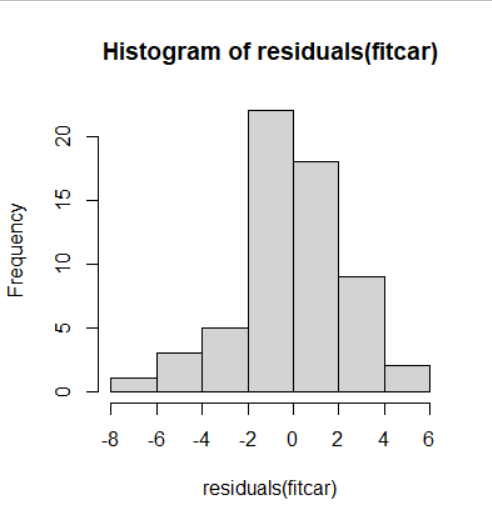 Histogram of residuals(fitcar)
Frequency
20
15
10
5
0
-8 -6 -4 -2 0 2 4 6
residuals(fitcar)